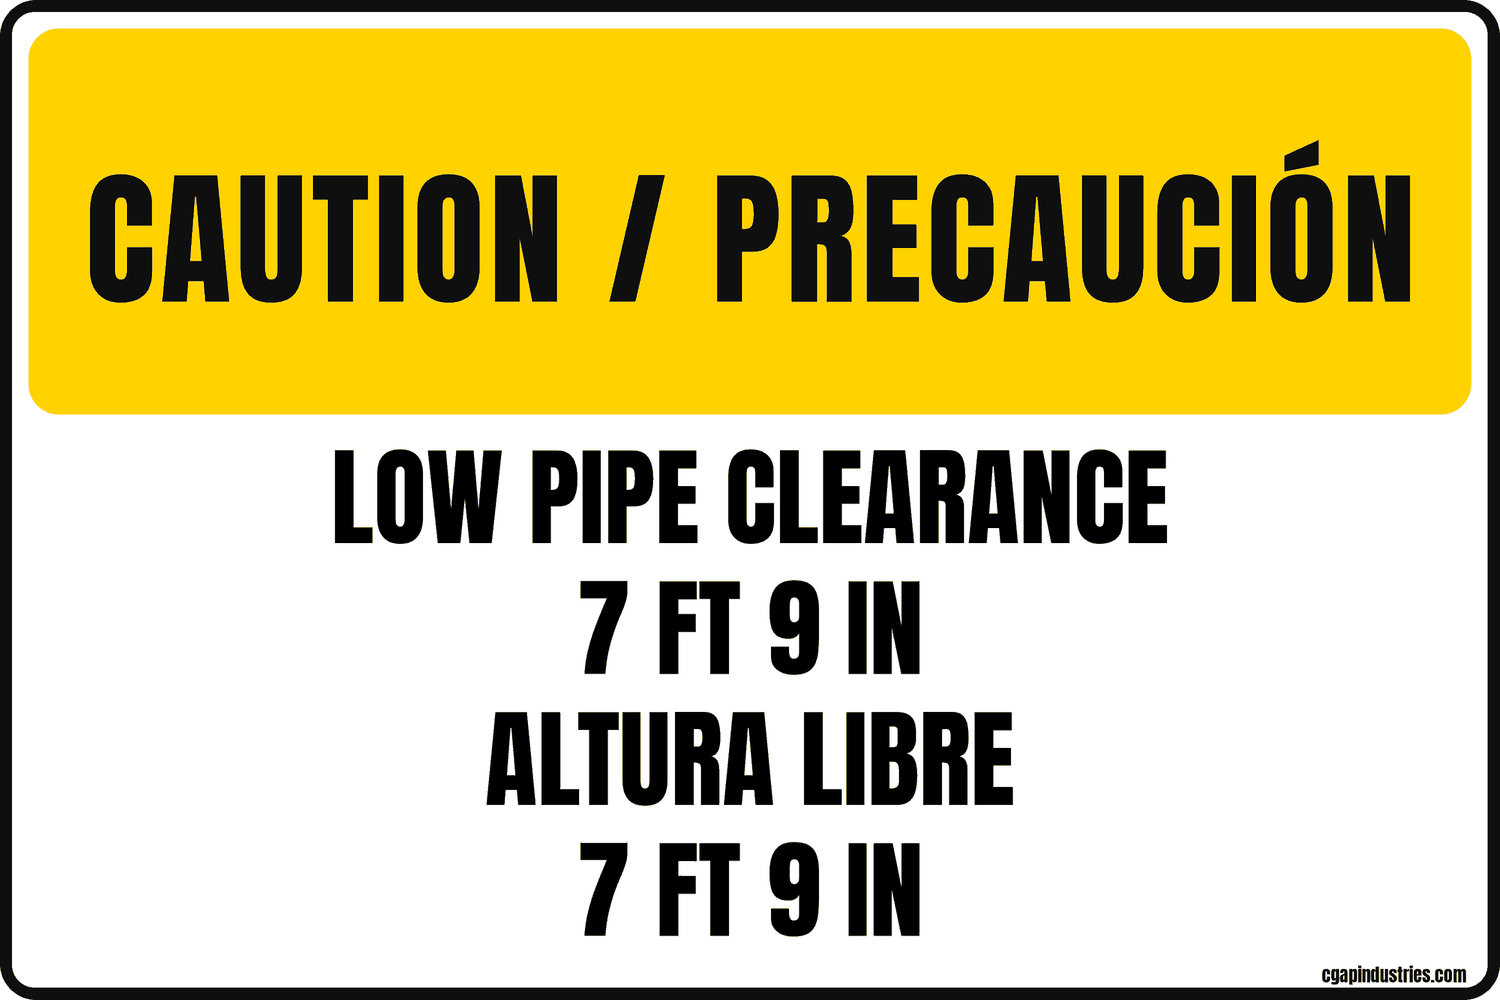 CAUTION / PRECAUCIÓN
LOW PIPE CLEARANCE
7 FT 9 IN
ALTURA LIBRE
7 FT 9 IN
cgapindustries.com